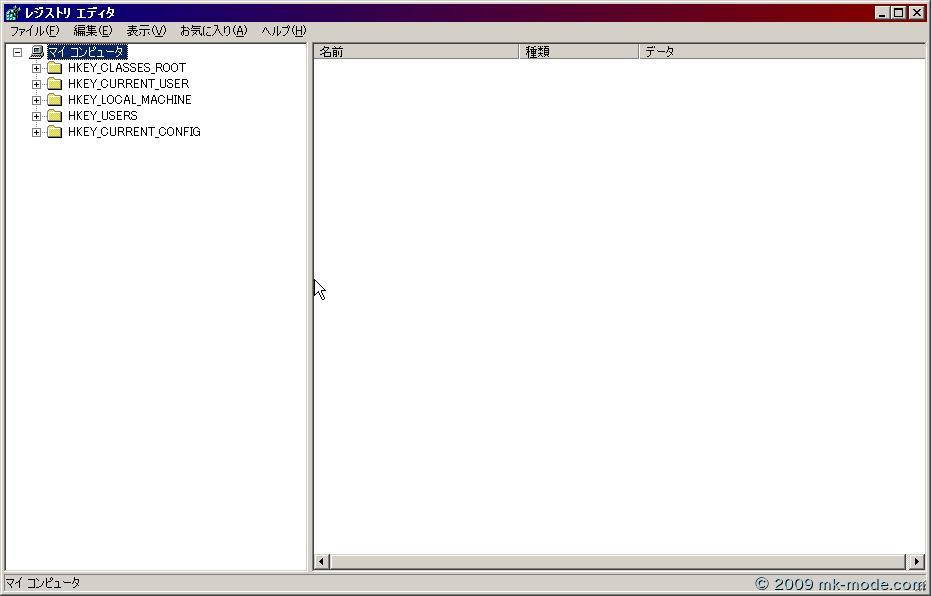 レジストリ エディタ
ファイル(F) 編集(E) 表示(V) お気に入り(A) ヘルプ(H)
マイ コンピュータ
HKEY_CLASSES_ROOT
HKEY_CURRENT_USER
HKEY_LOCAL_MACHINE
HKEY_USERS
HKEY_CURRENT_CONFIG
名前 種類 データ
マイ コンピュータ
© 2009 mk-mode.com